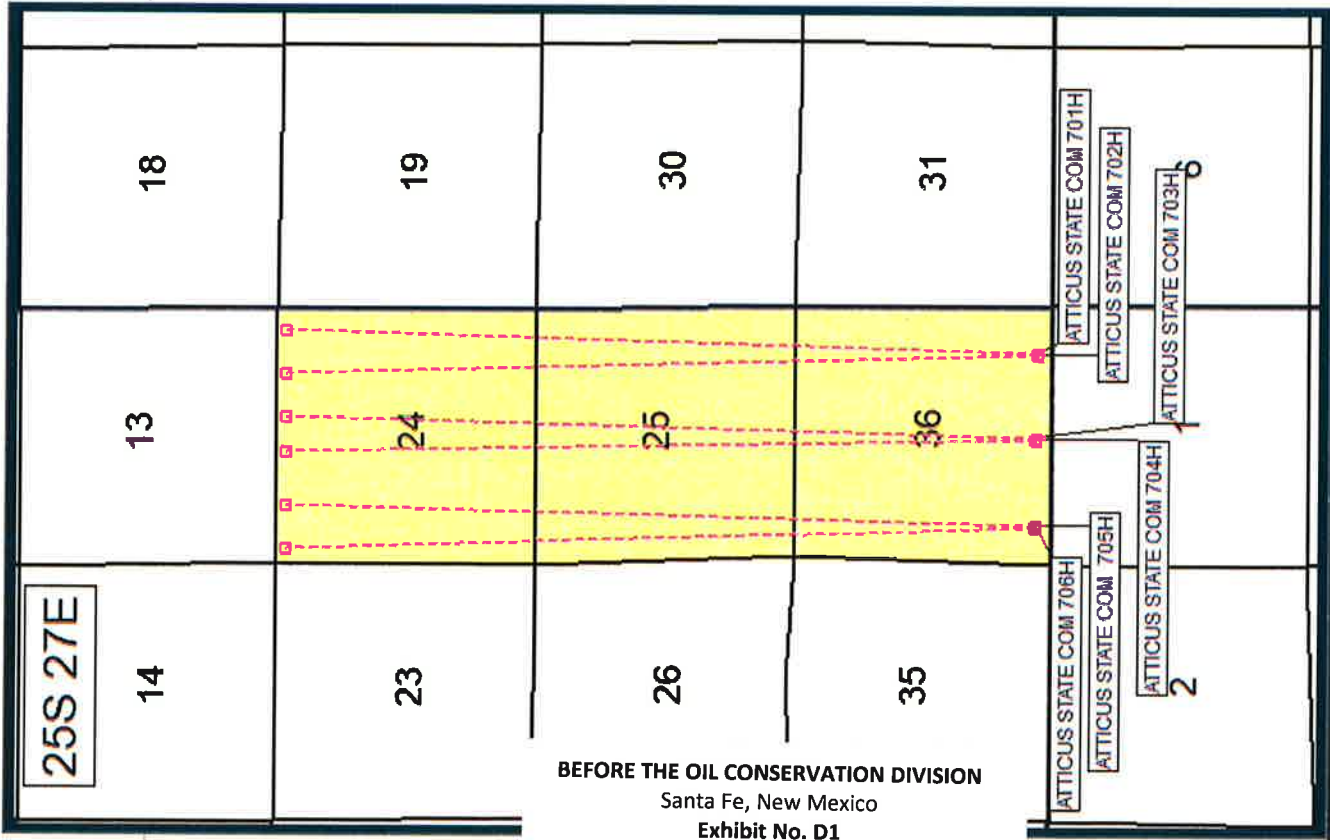 25S 27E
14
13
18
23
24
19
26
25
30
35
36
31
2
6
ATTICUS STATE COM 701H
ATTICUS STATE COM 702H
ATTICUS STATE COM 703H
ATTICUS STATE COM 704H
ATTICUS STATE COM 705H
ATTICUS STATE COM 706H
BEFORE THE OIL CONSERVATION DIVISION
Santa Fe, New Mexico
Exhibit No. D1